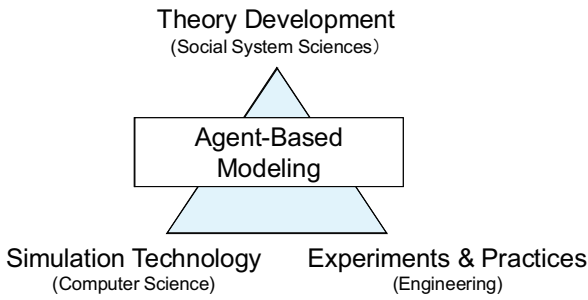 Theory Development
(Social System Sciences）
Agent-Based
Modeling
Simulation Technology
(Computer Science)
Experiments & Practices
(Engineering)